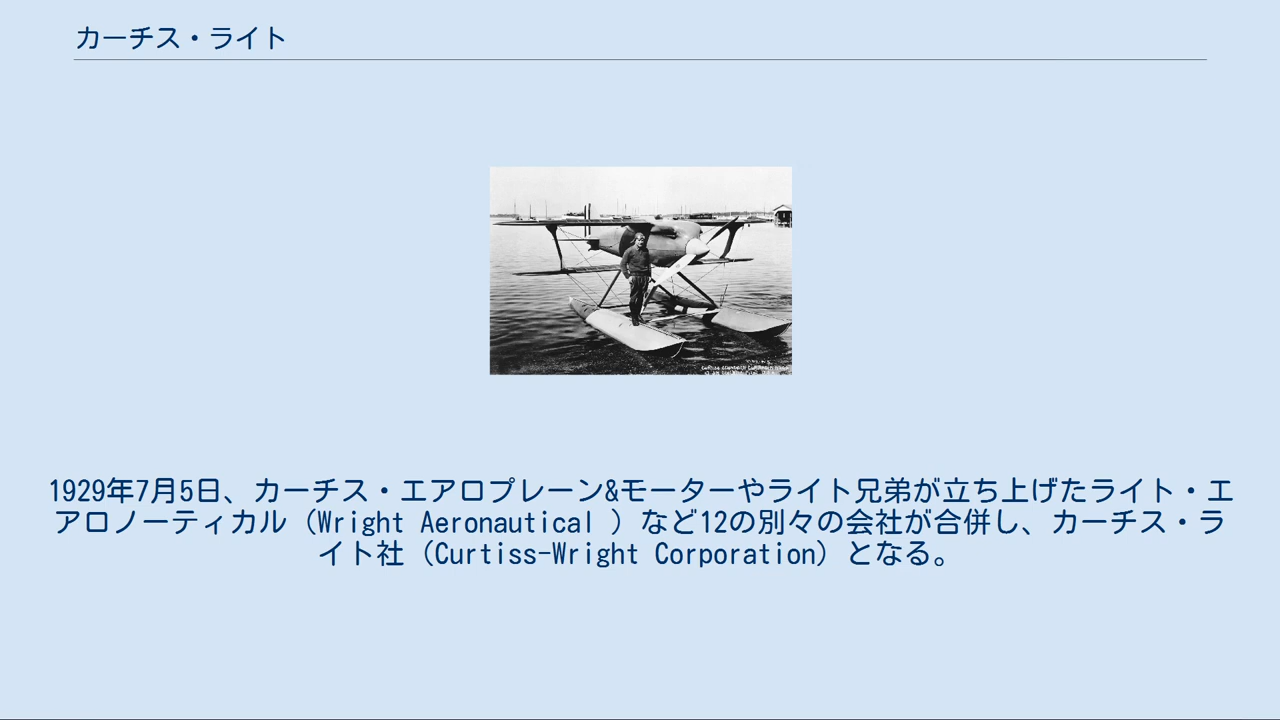 カーチス・ライト
1929年7月5日、カーチス・エアロプレーン&モーターやライト兄弟が立ち上げたライト・エ
アロノーティカル（Wright Aeronautical ）など12の別々の会社が合併し、カーチス・ラ
イト社（Curtiss-Wright Corporation）となる。